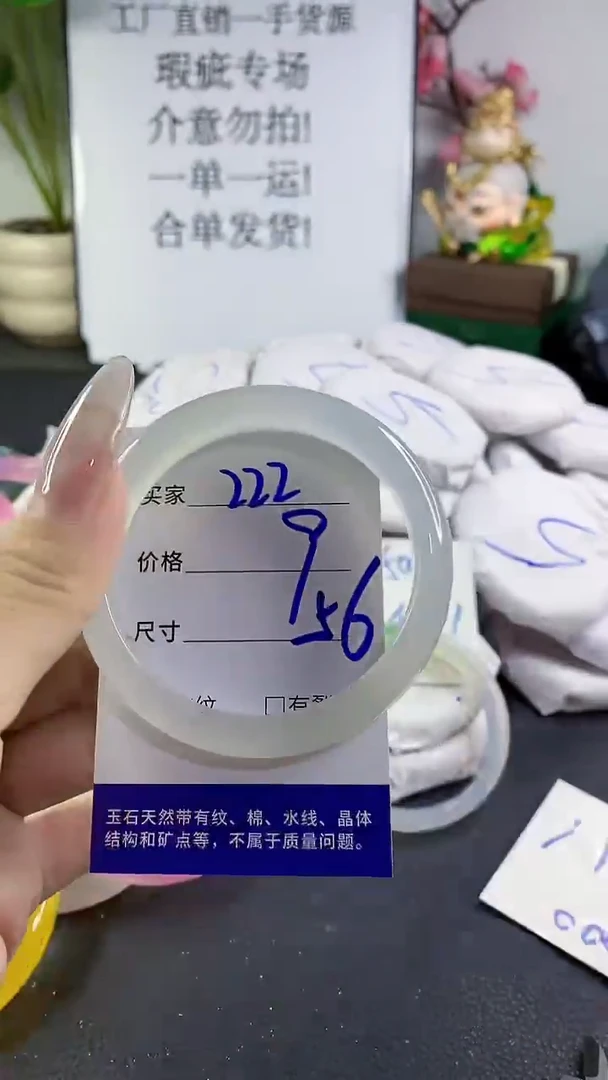 工厂直销一手货源
瑕疵专场
介意勿拍!
一单一运!
合单发货!
买家 222
价格 9
尺寸 56
纹 □有裂
玉石天然带有纹、棉、水线、晶体
结构和矿点等，不属于质量问题。